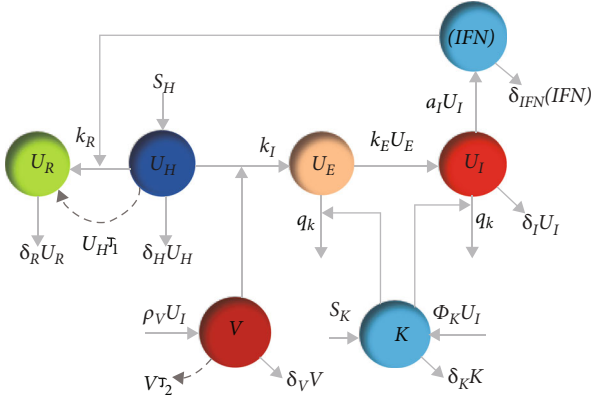 (IFN)
S_H
a_I U_I
δ_IFN(IFN)
k_R
k_I
k_E U_E
U_R
U_H
U_E
U_I
q_k
q_k
δ_I U_I
U_H τ_1
δ_R U_R
δ_H U_H
ρ_V U_I
V
S_K
K
Φ_K U_I
V τ_2
δ_V V
δ_K K